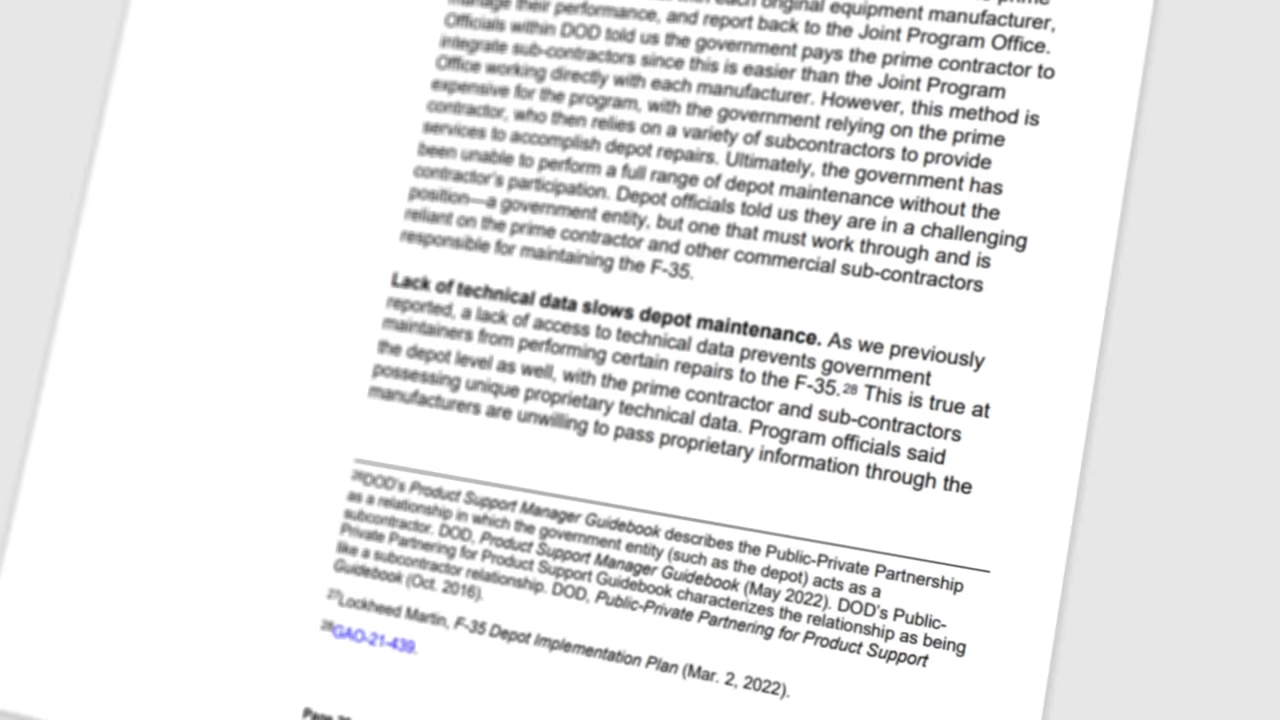 each original equipment manufacturer,
manage their performance, and report back to the Joint Program Office.
Officials within DOD told us the government pays the prime contractor to
integrate sub-contractors since this is easier than the Joint Program
Office working directly with each manufacturer. However, this method is
expensive for the program, with the government relying on the prime
contractor, who then relies on a variety of subcontractors to provide
services to accomplish depot repairs. Ultimately, the government has
been unable to perform a full range of depot maintenance without the
contractor's participation. Depot officials told us they are in a challenging
position—a government entity, but one that must work through and is
reliant on the prime contractor and other commercial sub-contractors
responsible for maintaining the F-35.
Lack of technical data slows depot maintenance. As we previously
reported, a lack of access to technical data prevents government
maintainers from performing certain repairs to the F-35.28 This is true at
the depot level as well, with the prime contractor and sub-contractors
possessing unique proprietary technical data. Program officials said
manufacturers are unwilling to pass proprietary information through the
26DOD's Product Support Manager Guidebook describes the Public-Private Partnership
as a relationship in which the government entity (such as the depot) acts as a
subcontractor. DOD, Product Support Manager Guidebook (May 2022). DOD's Public-
Private Partnering for Product Support Guidebook characterizes the relationship as being
like a subcontractor relationship. DOD, Public-Private Partnering for Product Support
Guidebook (Oct. 2016).
27Lockheed Martin, F-35 Depot Implementation Plan (Mar. 2, 2022).
28GAO-21-439.
Page